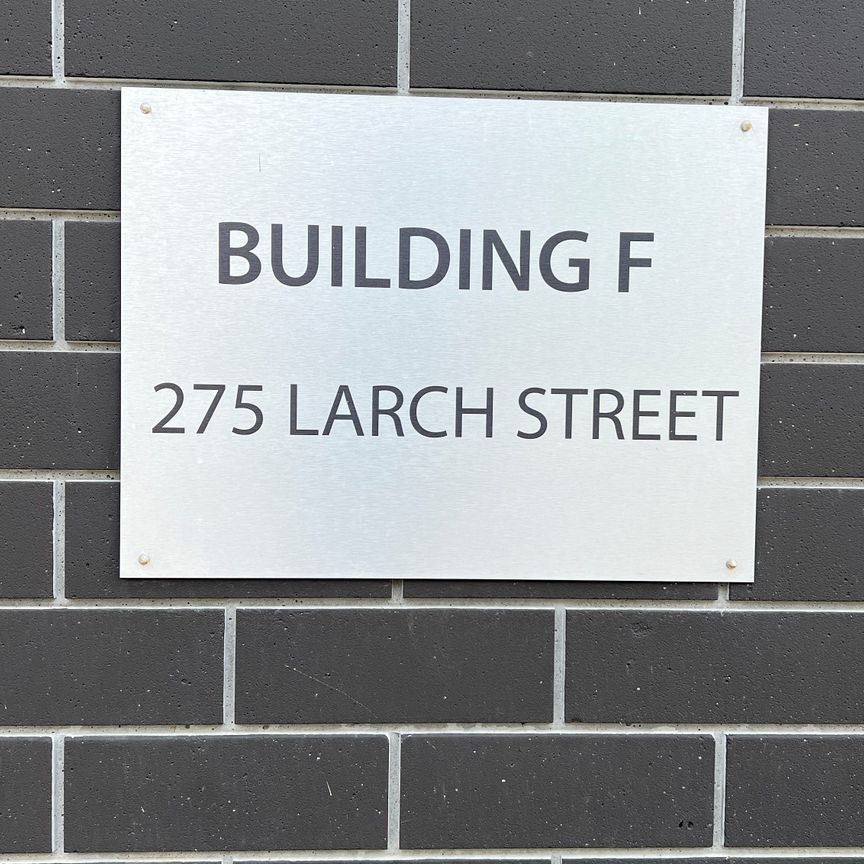 BUILDING F
275 LARCH STREET